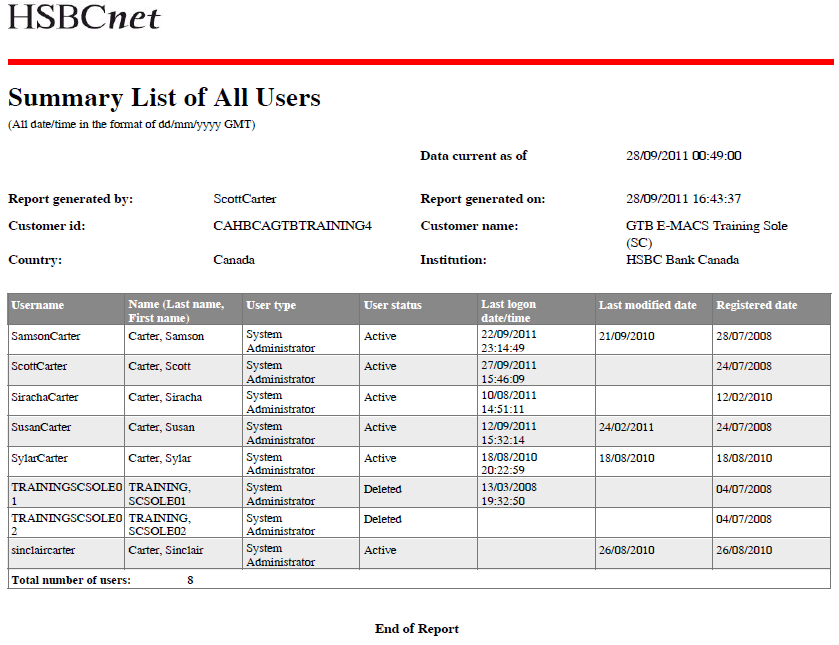 HSBCnet
Summary List of All Users
(All date/time in the format of dd/mm/yyyy GMT)
Data current as of 28/09/2011 00:49:00
Report generated by: ScottCarter Report generated on: 28/09/2011 16:43:37
Customer id: CAHBCAGTBTRAINING4 Customer name: GTB E-MACS Training Sole
(SC)
Country: Canada Institution: HSBC Bank Canada
Username Name (Last name, User type User status Last logon Last modified date Registered date
First name) date/time
SamsonCarter Carter, Samson System Active 22/09/2011 21/09/2010 28/07/2008
Administrator 23:14:49
ScottCarter Carter, Scott System Active 27/09/2011 24/07/2008
Administrator 15:46:09
SirachaCarter Carter, Siracha System Active 10/08/2011 12/02/2010
Administrator 14:51:11
SusanCarter Carter, Susan System Active 12/09/2011 24/02/2011 24/07/2008
Administrator 15:32:14
SylarCarter Carter, Sylar System Active 18/08/2010 18/08/2010 18/08/2010
Administrator 20:22:59
TRAININGSCSOLE0 TRAINING, System Deleted 13/03/2008 04/07/2008
1 SCSOLE01 Administrator 19:32:50
TRAININGSCSOLE0 TRAINING, System Deleted 04/07/2008
2 SCSOLE02 Administrator
sinclaircarter Carter, Sinclair System Active 26/08/2010 26/08/2010
Administrator
Total number of users: 8
End of Report